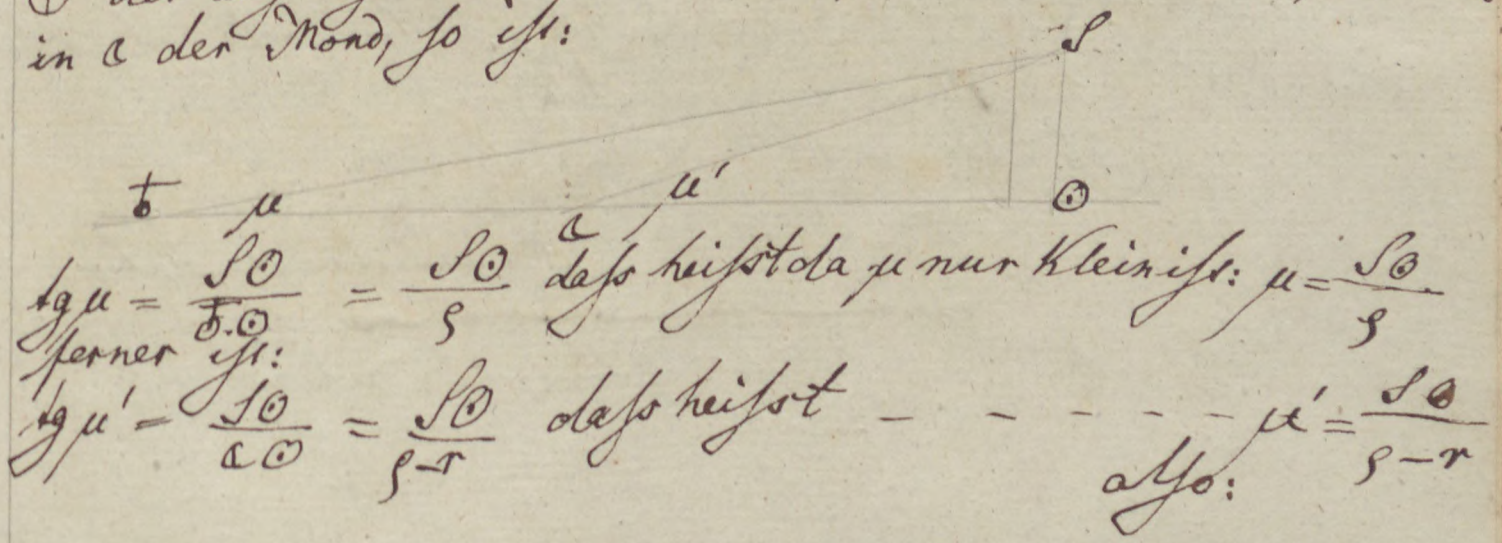 in ☾ der Mond, so ist:
S
♁ μ ☾ μ′ ☉
tg μ = S☉/♁.☉ = S☉/ρ dass heisst da μ nur Klein ist: μ = S☉/ρ
ferner ist:
tg μ′ = S☉/☾☉ = S☉/ρ–r dass heisst – – – – – – μ′ = S☉/ρ–r
also: